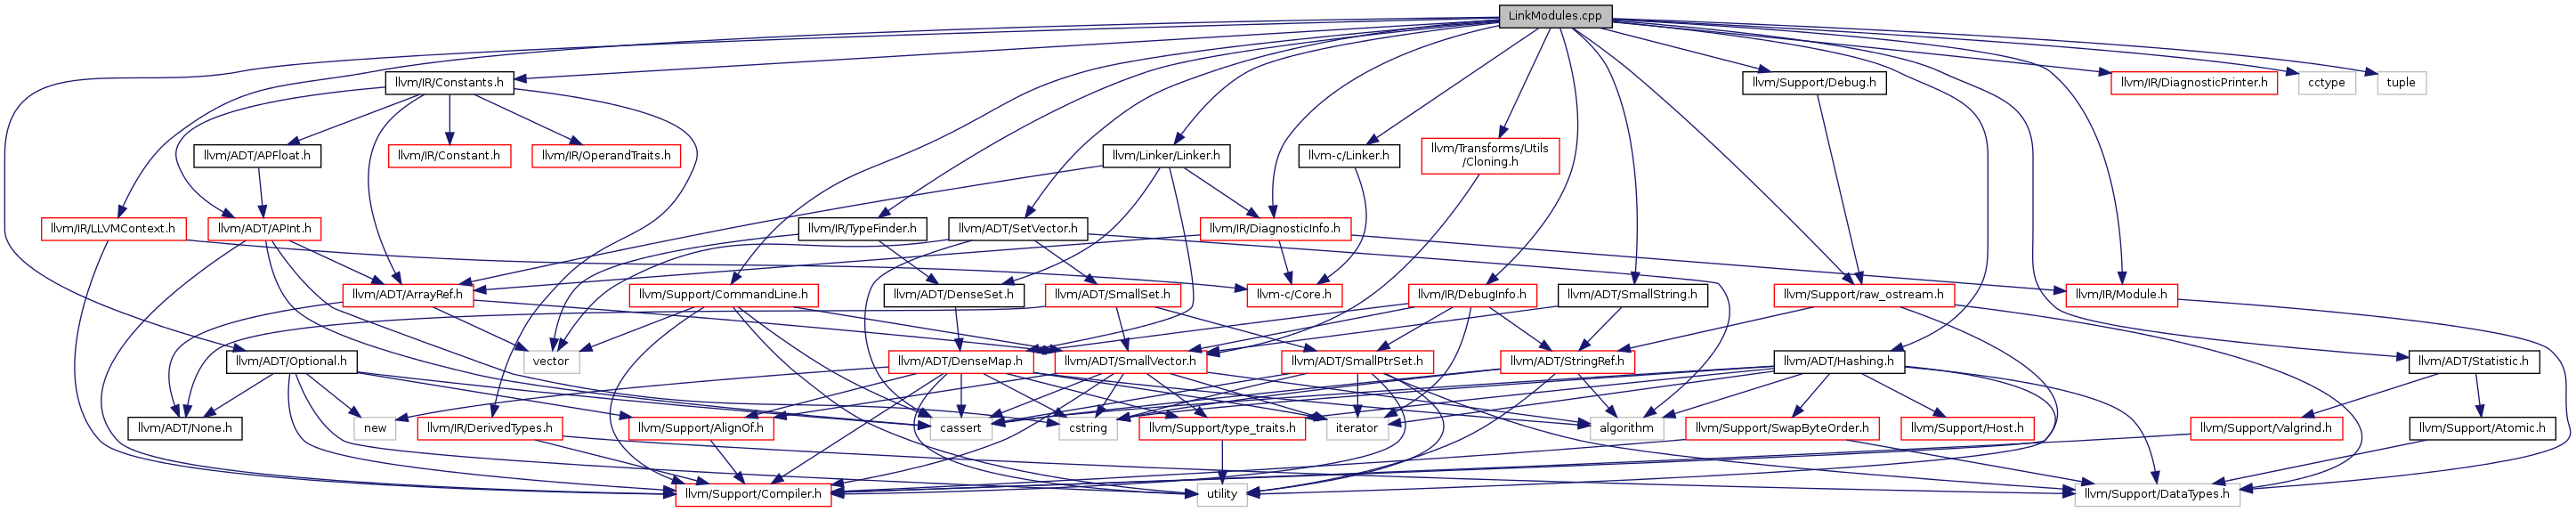 LinkModules.cpp
llvm/IR/Constants.h
llvm/Support/Debug.h
llvm/IR/DiagnosticPrinter.h
cctype
tuple
llvm/ADT/APFloat.h
llvm/IR/Constant.h
llvm/IR/OperandTraits.h
llvm/Linker/Linker.h
llvm-c/Linker.h
llvm/Transforms/Utils
/Cloning.h
llvm/IR/LLVMContext.h
llvm/ADT/APInt.h
llvm/IR/TypeFinder.h
llvm/ADT/SetVector.h
llvm/IR/DiagnosticInfo.h
llvm/ADT/ArrayRef.h
llvm/Support/CommandLine.h
llvm/ADT/DenseSet.h
llvm/ADT/SmallSet.h
llvm-c/Core.h
llvm/IR/DebugInfo.h
llvm/ADT/SmallString.h
llvm/Support/raw_ostream.h
llvm/IR/Module.h
llvm/ADT/Optional.h
vector
llvm/ADT/DenseMap.h
llvm/ADT/SmallVector.h
llvm/ADT/SmallPtrSet.h
llvm/ADT/StringRef.h
llvm/ADT/Hashing.h
llvm/ADT/Statistic.h
llvm/ADT/None.h
new
llvm/IR/DerivedTypes.h
llvm/Support/AlignOf.h
cassert
cstring
llvm/Support/type_traits.h
iterator
algorithm
llvm/Support/SwapByteOrder.h
llvm/Support/Host.h
llvm/Support/Valgrind.h
llvm/Support/Atomic.h
llvm/Support/Compiler.h
utility
llvm/Support/DataTypes.h